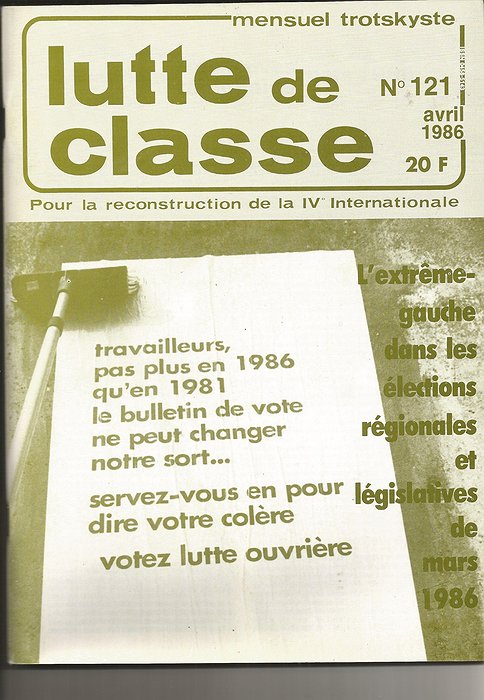 mensuel trotskyste
lutte de
classe
N° 121
avril
1986
20 F
Pour la reconstruction de la IVe Internationale
L'extrême-
gauche
dans les
élections
régionales
et
législatives
de
mars
1986
travailleurs,
pas plus en 1986
qu'en 1981
le bulletin de vote
ne peut changer
notre sort...
servez-vous en pour
dire votre colère
votez lutte ouvrière